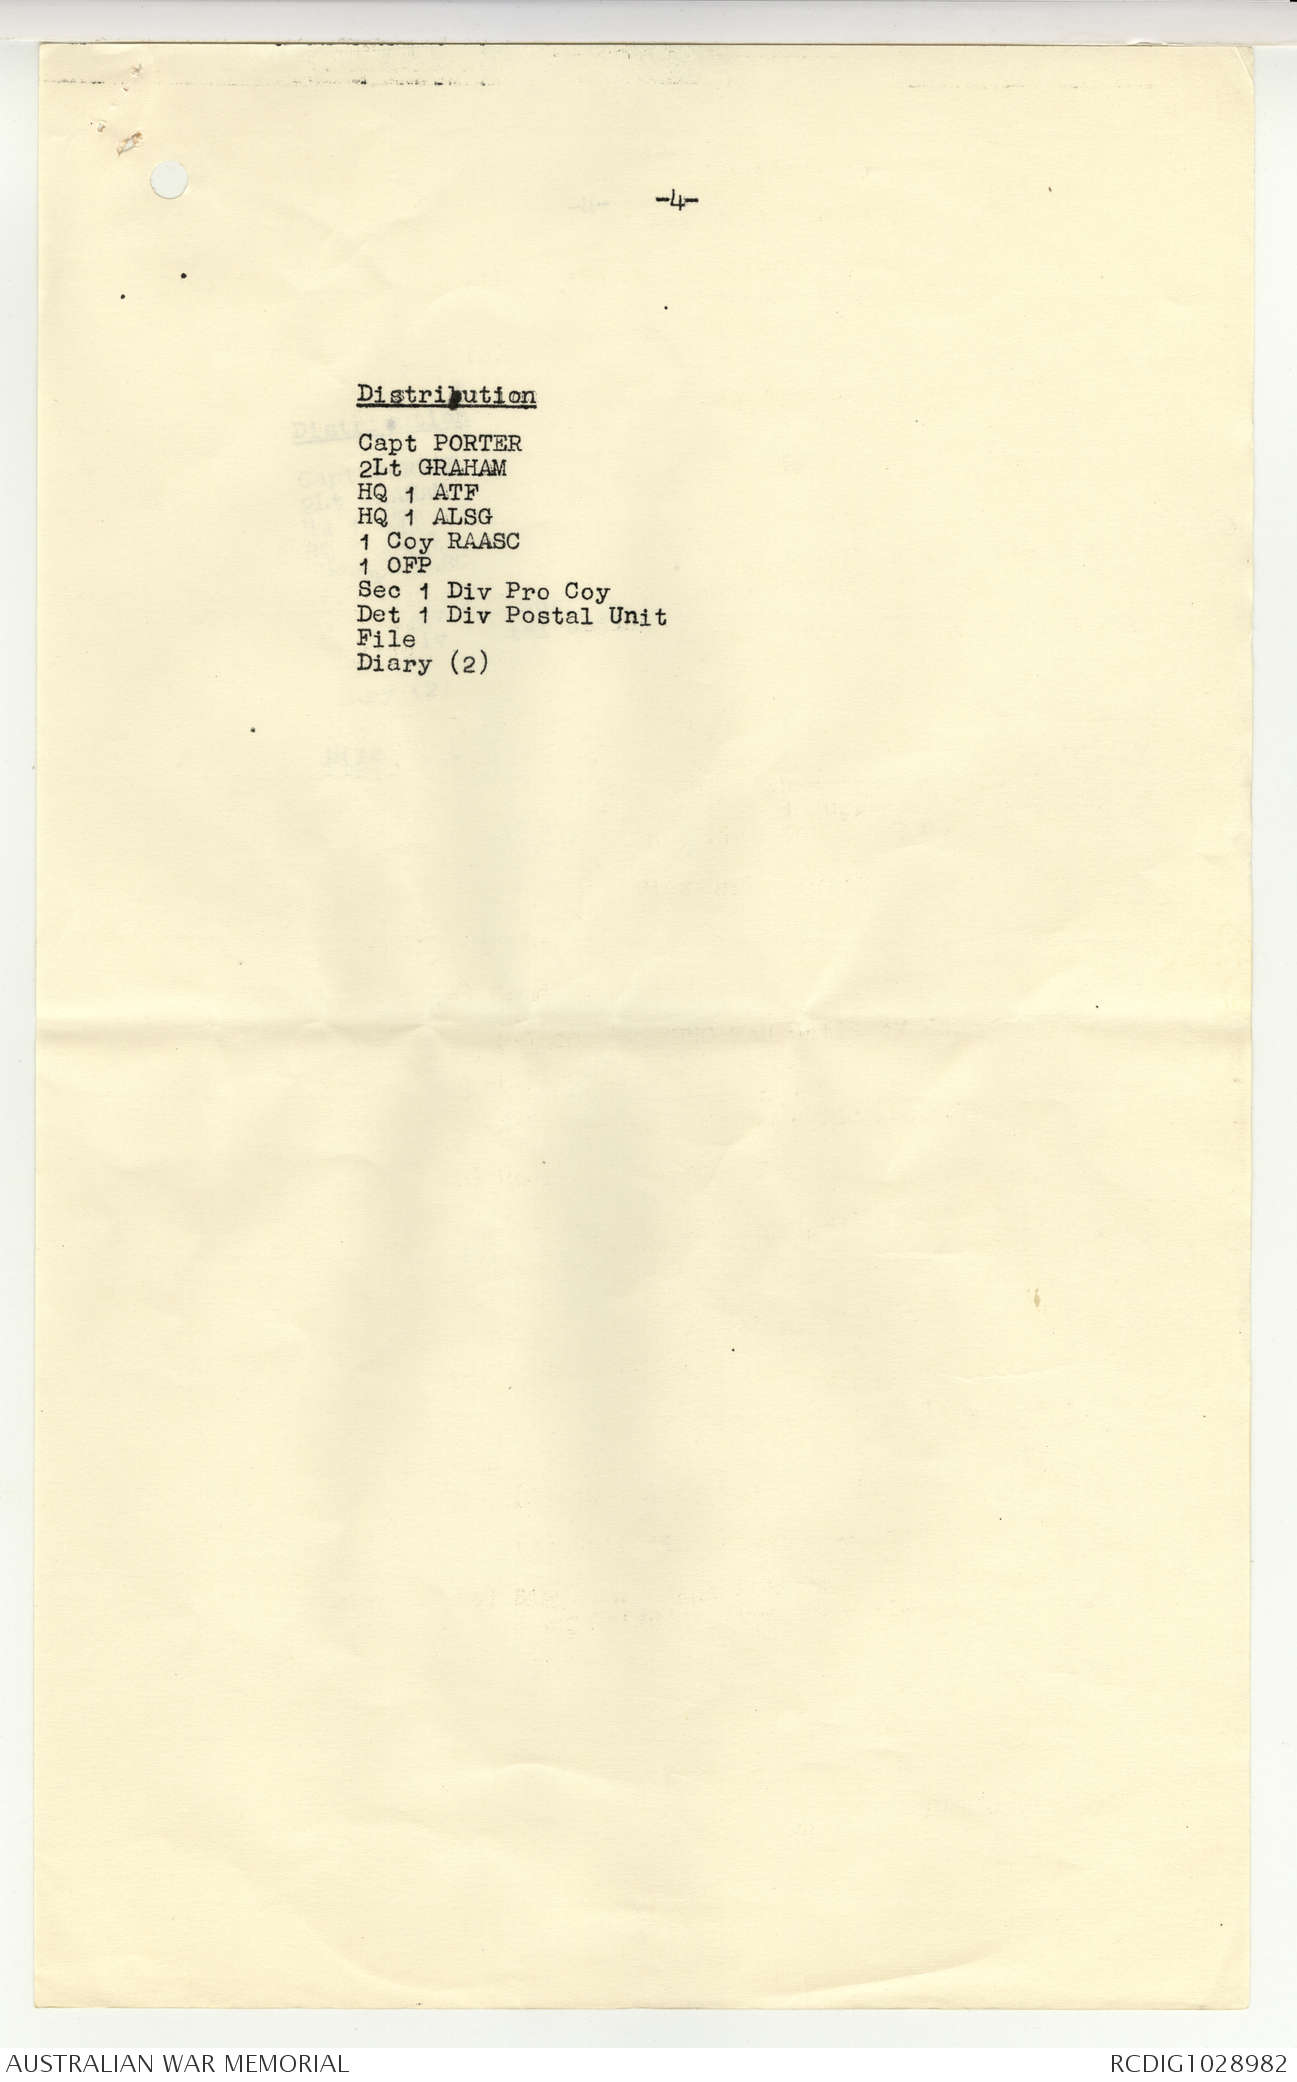 -4-
Distribution
Capt PORTER
2Lt GRAHAM
HQ 1 ATF
HQ 1 ALSG
1 Coy RAASC
1 OFP
Sec 1 Div Pro Coy
Det 1 Div Postal Unit
File
Diary (2)
AUSTRALIAN WAR MEMORIAL
RCDIG1028982